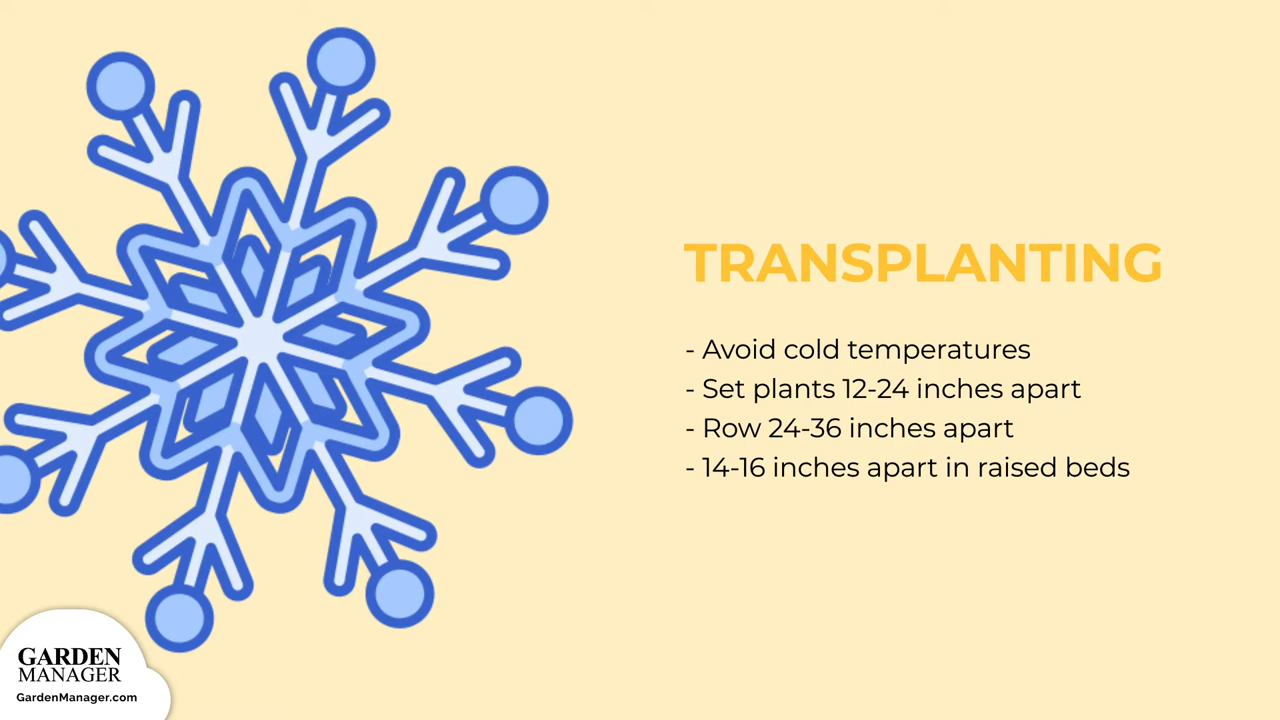 TRANSPLANTING
- Avoid cold temperatures
- Set plants 12-24 inches apart
- Row 24-36 inches apart
- 14-16 inches apart in raised beds
GARDEN
MANAGER
GardenManager.com